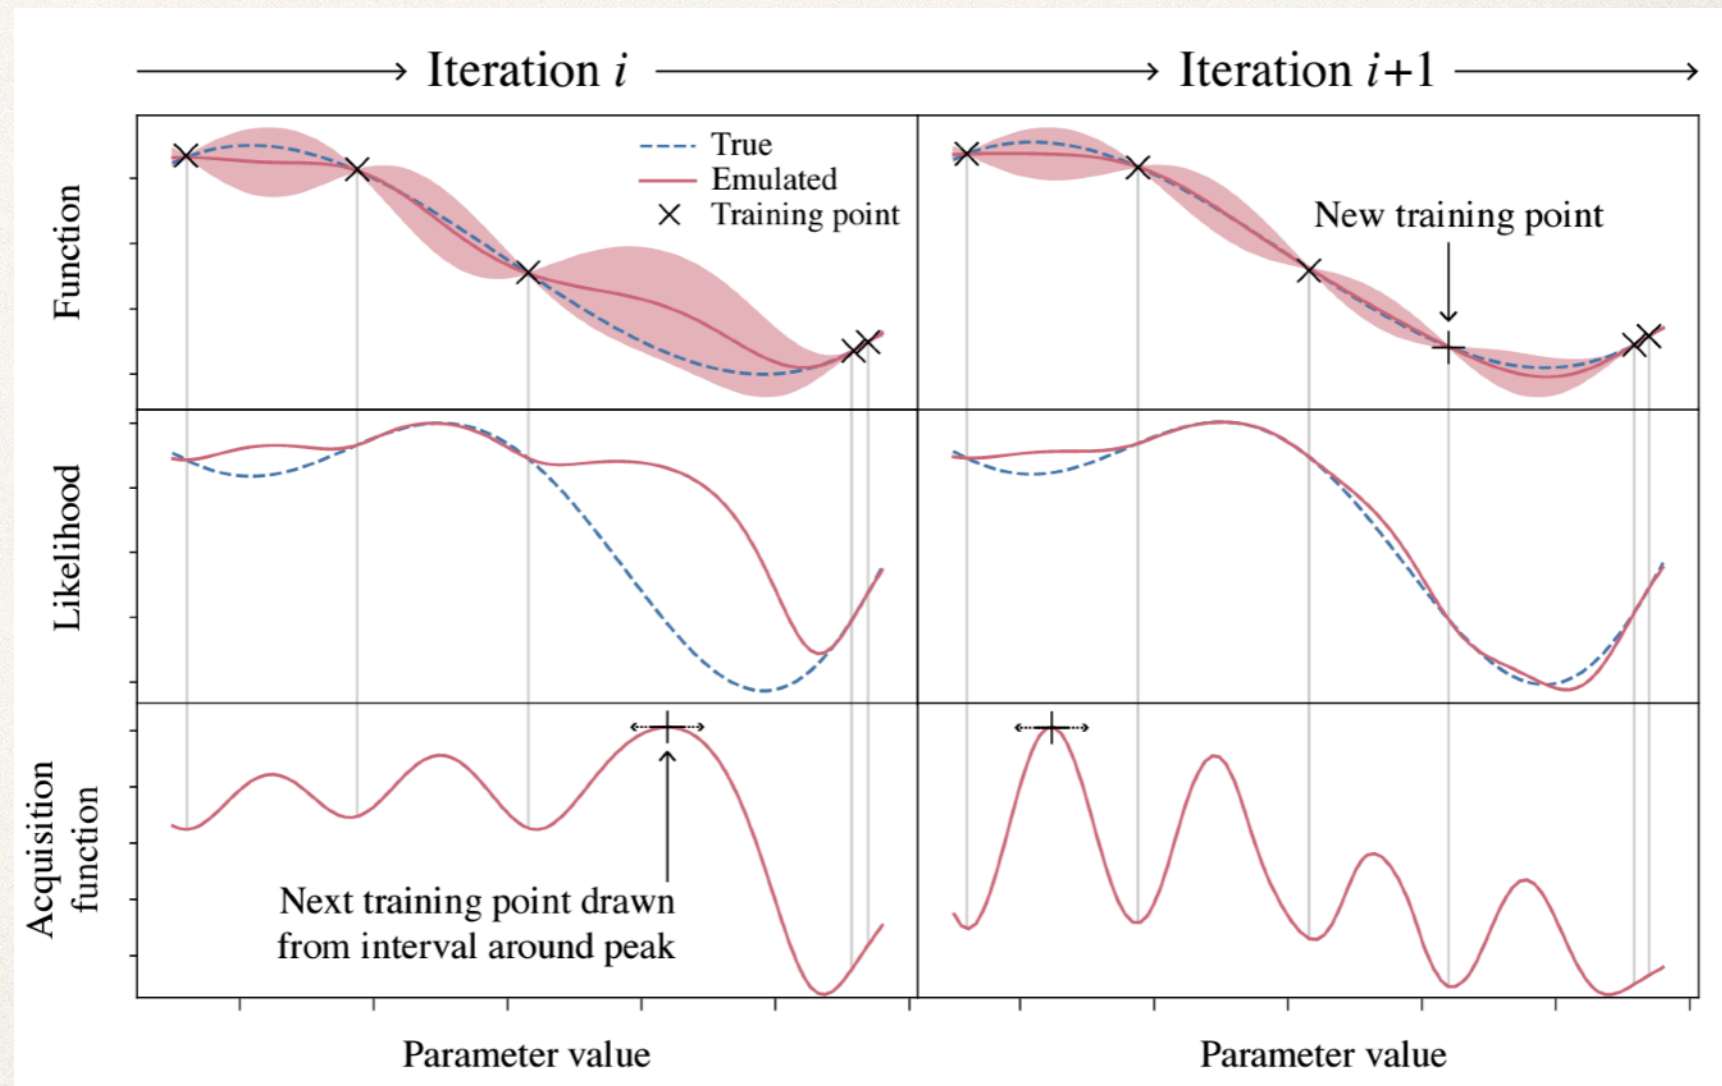 Iteration i
Iteration i+1
Function
True
Emulated
Training point
New training point
Likelihood
Acquisition
function
Next training point drawn
from interval around peak
Parameter value
Parameter value